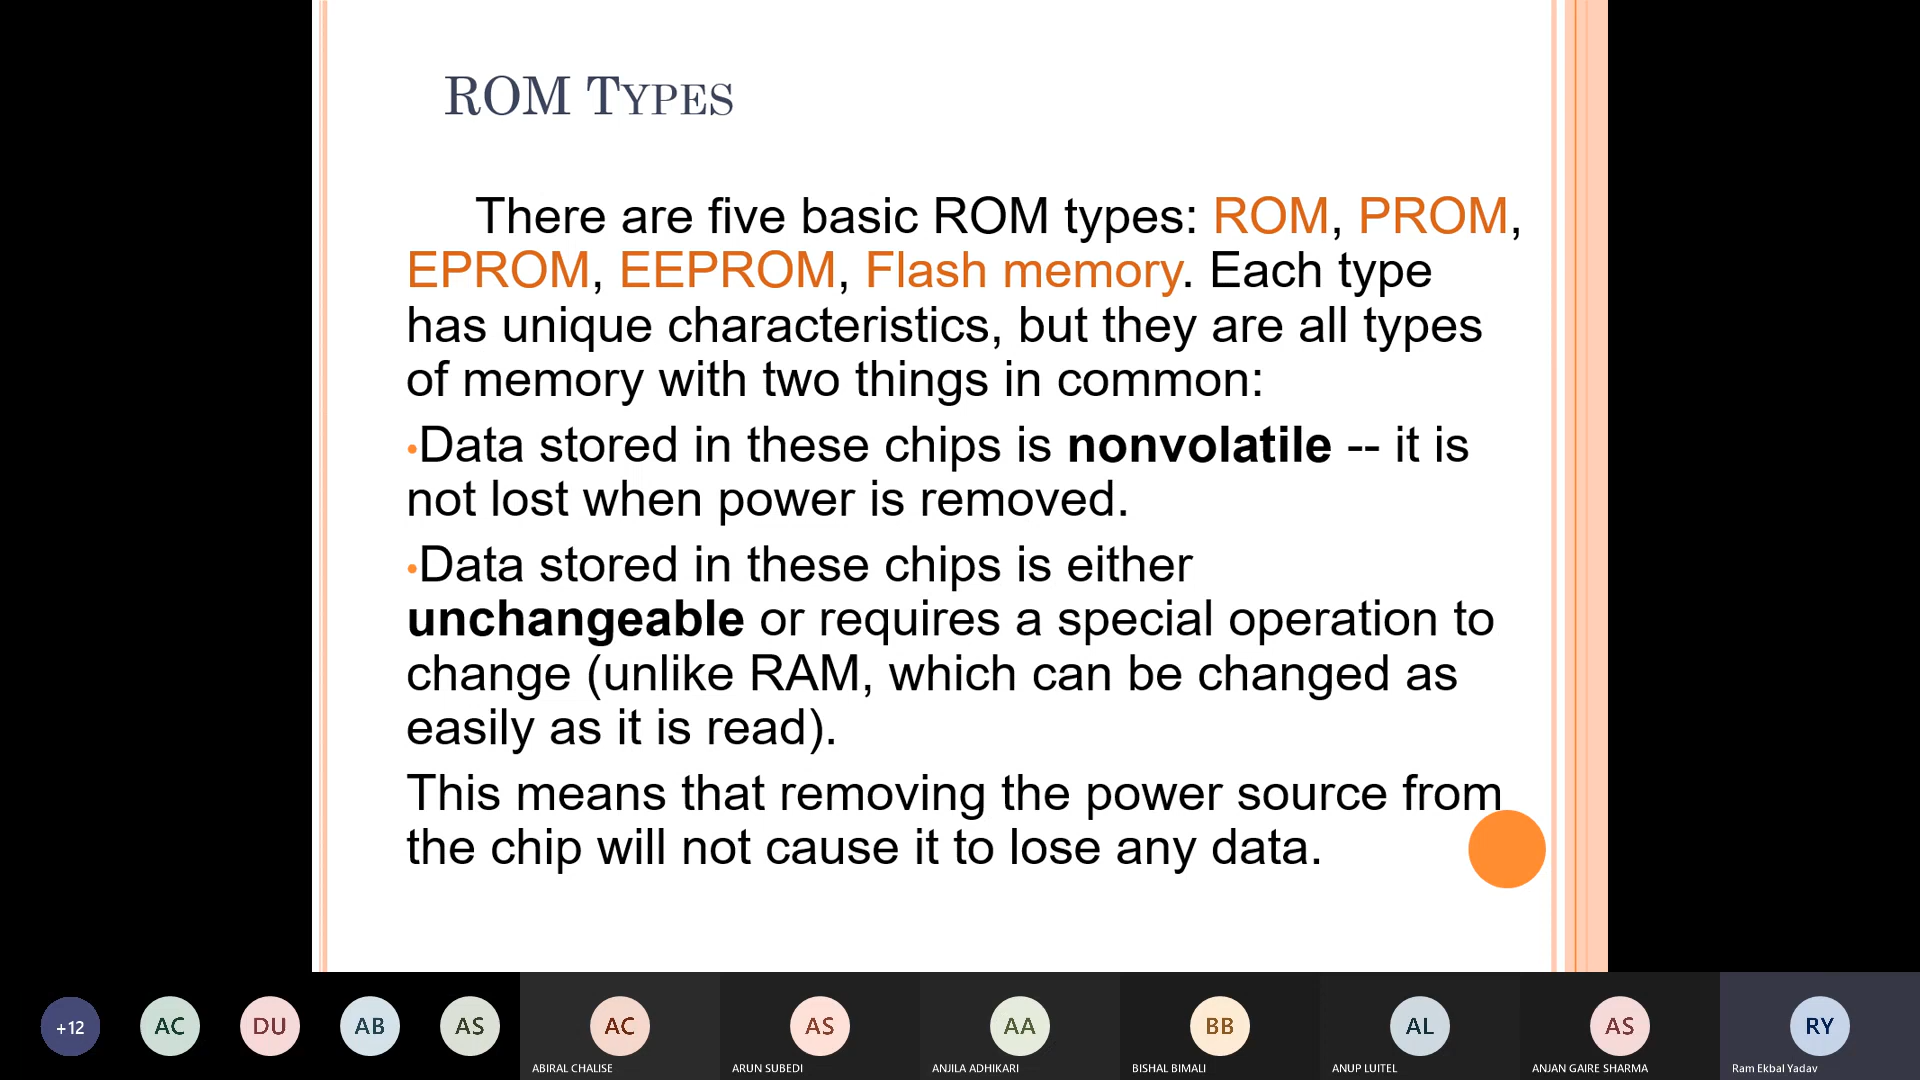 ROM TYPES
There are five basic ROM types: ROM, PROM,
EPROM, EEPROM, Flash memory. Each type
has unique characteristics, but they are all types
of memory with two things in common:
•Data stored in these chips is nonvolatile -- it is
not lost when power is removed.
•Data stored in these chips is either
unchangeable or requires a special operation to
change (unlike RAM, which can be changed as
easily as it is read).
This means that removing the power source from
the chip will not cause it to lose any data.
+12 AC DU AB AS AC AS AA BB AL AS RY
ABIRAL CHALISE ARUN SUBEDI ANJILA ADHIKARI BISHAL BIMALI ANUP LUITEL ANJAN GAIRE SHARMA Ram Ekbal Yadav